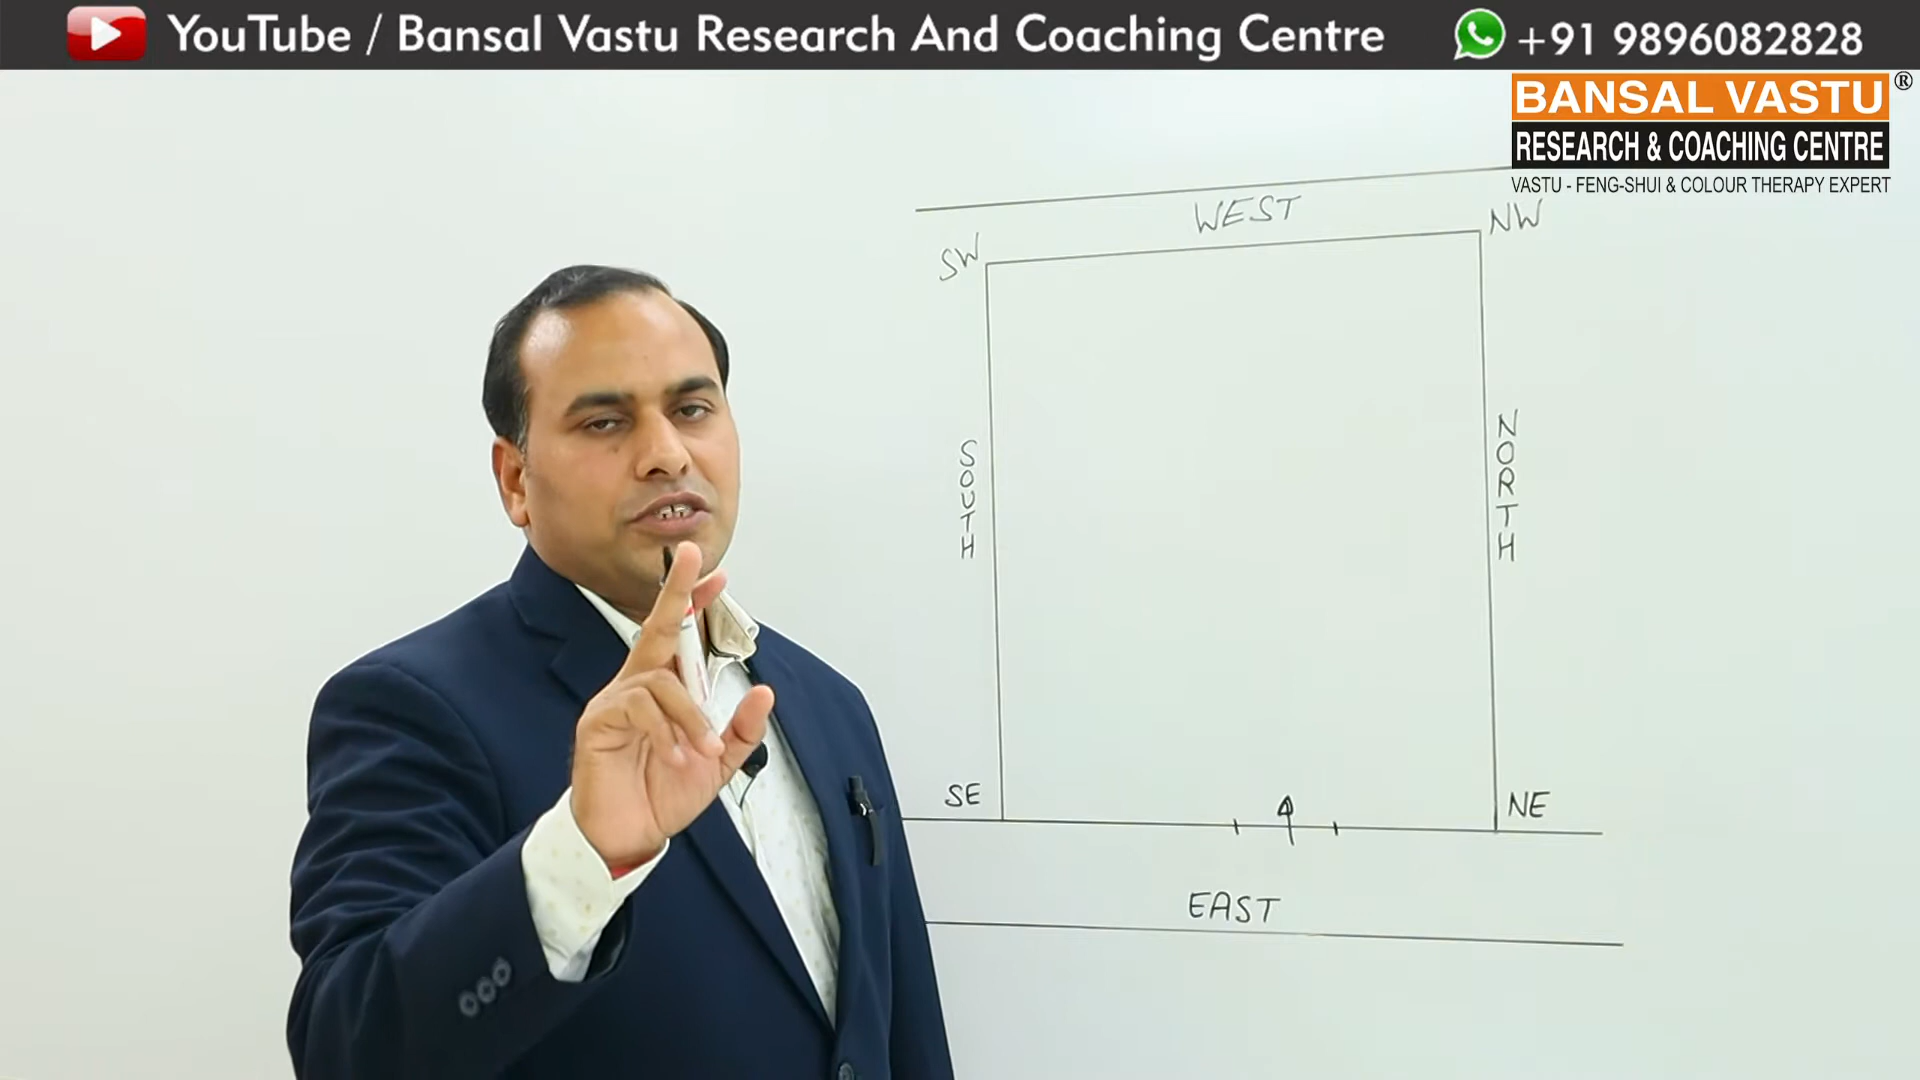 YouTube / Bansal Vastu Research And Coaching Centre
+91 9896082828
BANSAL VASTU ®
RESEARCH & COACHING CENTRE
VASTU - FENG-SHUI & COLOUR THERAPY EXPERT
WEST
SW
NW
SOUTH
NORTH
SE
NE
EAST